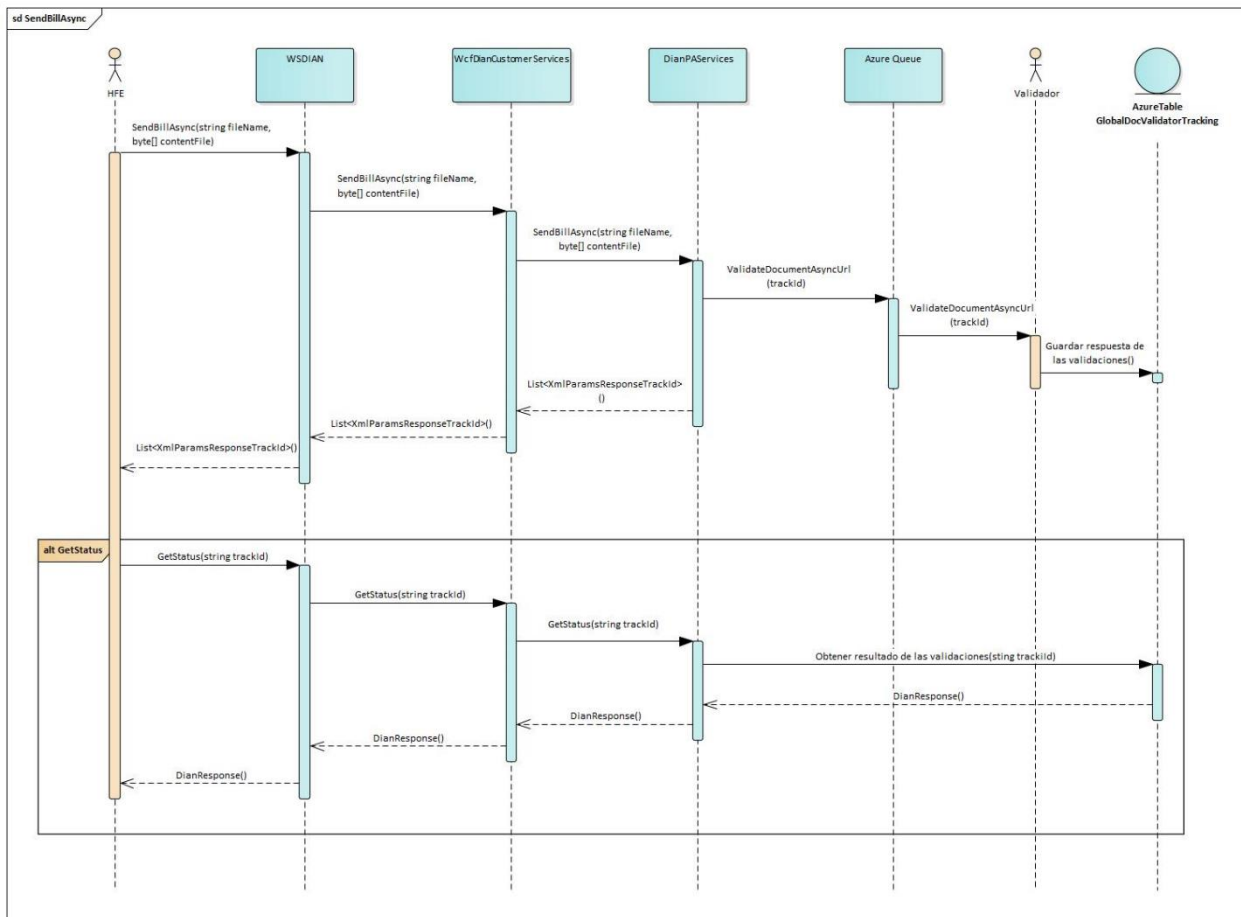 sd SendBillAsync
HFE
WSDIAN
WcfDianCustomerServices
DianPAServices
Azure Queue
Validador
AzureTable
GlobalDocValidatorTracking
SendBillAsync(string fileName,
byte[] contentFile)
SendBillAsync(string fileName,
byte[] contentFile)
SendBillAsync(string fileName,
byte[] contentFile)
ValidateDocumentAsyncUrl
(trackId)
ValidateDocumentAsyncUrl
(trackId)
Guardar respuesta de
las validaciones()
List<XmlParamsResponseTrackId>
()
List<XmlParamsResponseTrackId>()
List<XmlParamsResponseTrackId>()
alt GetStatus
GetStatus(string trackId)
GetStatus(string trackId)
GetStatus(string trackId)
Obtener resultado de las validaciones(sting trackiId)
DianResponse()
DianResponse()
DianResponse()
DianResponse()